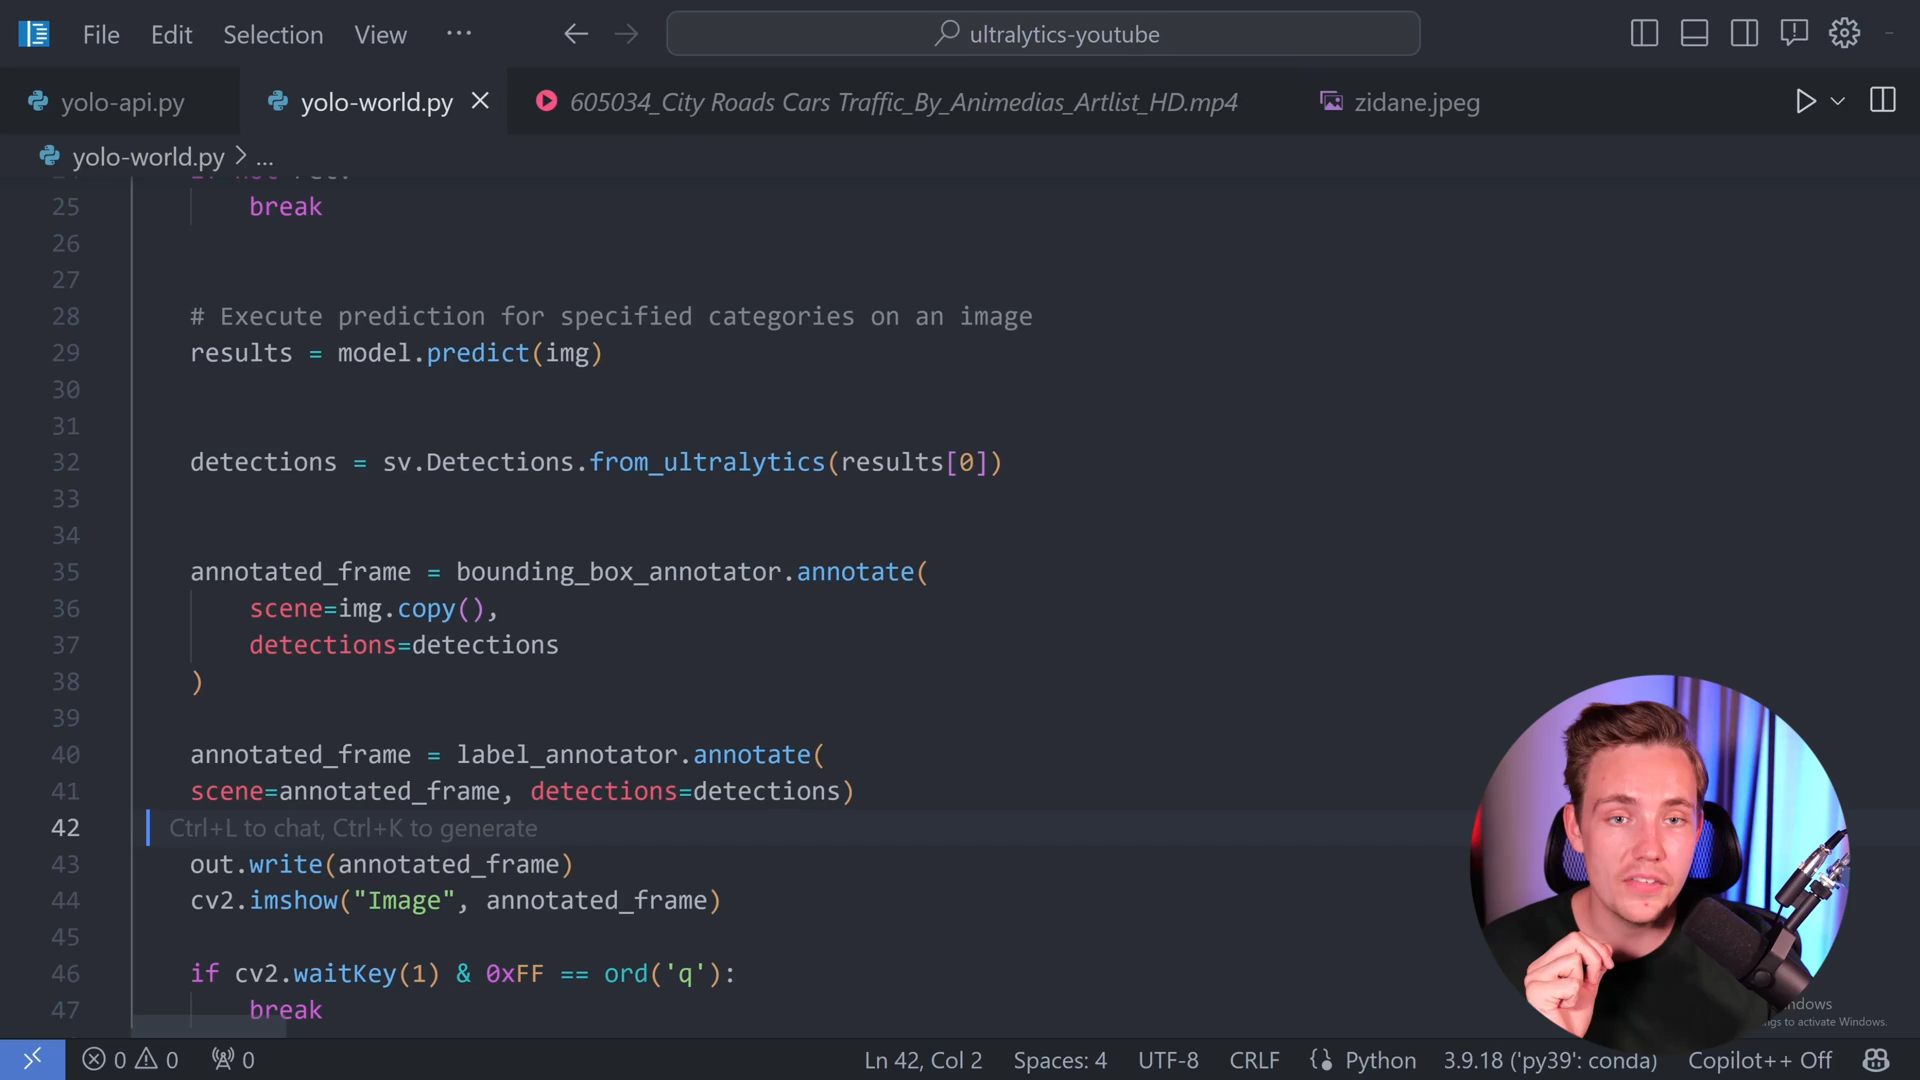 File Edit Selection View ··· ultralytics-youtube
yolo-api.py yolo-world.py 605034_City Roads Cars Traffic_By_Animedias_Artlist_HD.mp4 zidane.jpeg
yolo-world.py > ...
25 break
26
27
28 # Execute prediction for specified categories on an image
29 results = model.predict(img)
30
31
32 detections = sv.Detections.from_ultralytics(results[0])
33
34
35 annotated_frame = bounding_box_annotator.annotate(
36 scene=img.copy(),
37 detections=detections
38 )
39
40 annotated_frame = label_annotator.annotate(
41 scene=annotated_frame, detections=detections)
42 Ctrl+L to chat, Ctrl+K to generate
43 out.write(annotated_frame)
44 cv2.imshow("Image", annotated_frame)
45
46 if cv2.waitKey(1) & 0xFF == ord('q'):
47 break
to activate Windows.
0 0 0 Ln 42, Col 2 Spaces: 4 UTF-8 CRLF Python 3.9.18 ('py39': conda) Copilot++ Off